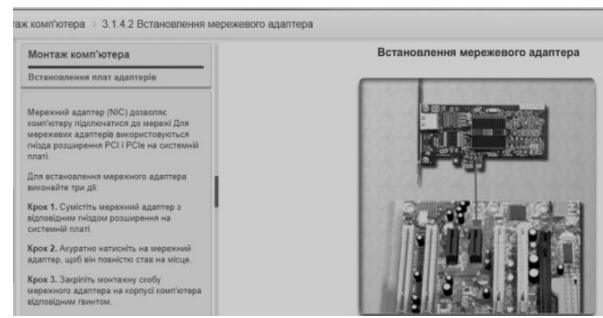 таж комп'ютера 3.1.4.2 Встановлення мережевого адаптера
Монтаж комп'ютера
Встановлення плат адаптерів
Мережний адаптер (NIC) дозволяє
комп'ютеру підключатися до мережі Для
мережевих адаптерів використовуються
гнізда розширення PCI і PCIe на системній
платі.
Для встановлення мережного адаптера
виконайте три дії:
Крок 1. Сумістіть мережний адаптер з
відповідним гніздом розширення на
системній платі.
Крок 2. Акуратно натисніть на мережний
адаптер, щоб він повністю став на місце.
Крок 3. Закріпіть монтажну скобу
мережного адаптера на корпусі комп'ютера
відповідним гвинтом.
Встановлення мережевого адаптера